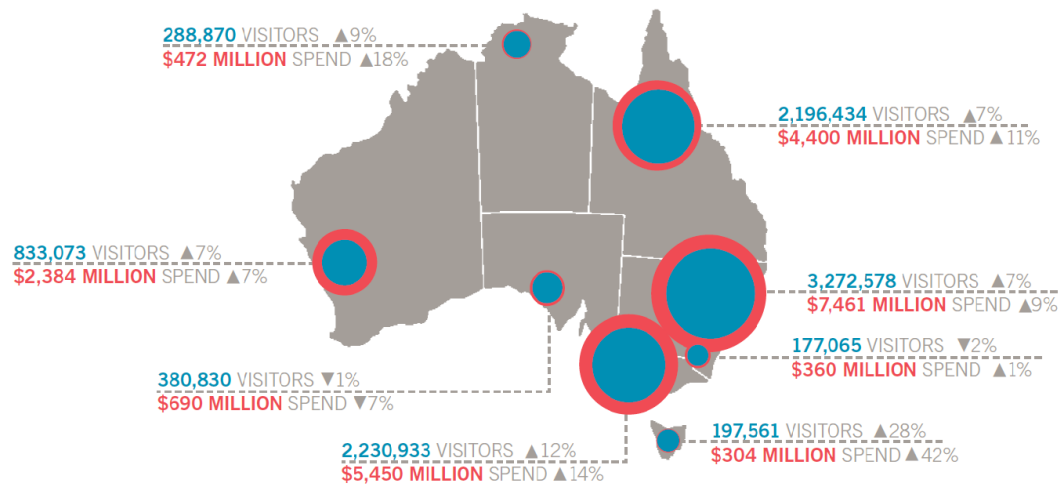 288,870 VISITORS ▲9%
$472 MILLION SPEND ▲18%
2,196,434 VISITORS ▲7%
$4,400 MILLION SPEND ▲11%
833,073 VISITORS ▲7%
$2,384 MILLION SPEND ▲7%
3,272,578 VISITORS ▲7%
$7,461 MILLION SPEND ▲9%
177,065 VISITORS ▼2%
$360 MILLION SPEND ▲1%
380,830 VISITORS ▼1%
$690 MILLION SPEND ▼7%
197,561 VISITORS ▲28%
$304 MILLION SPEND ▲42%
2,230,933 VISITORS ▲12%
$5,450 MILLION SPEND ▲14%